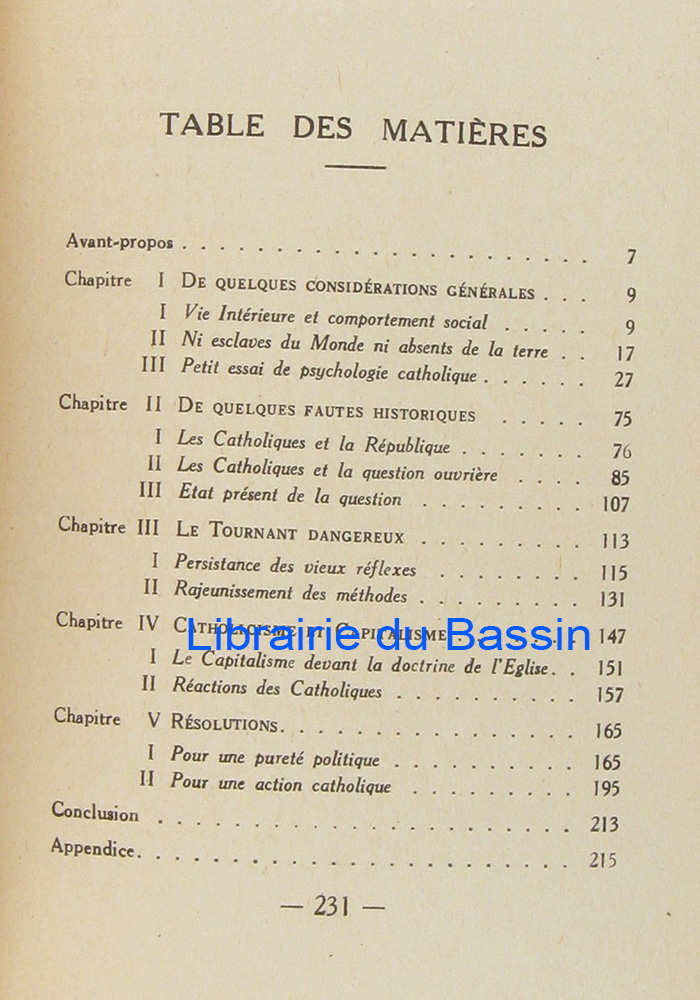 TABLE DES MATIÈRES
Avant-propos . . . . . . . . . . . . . . . . . . . . . . 7
Chapitre I DE QUELQUES CONSIDÉRATIONS GÉNÉRALES . . . 9
I Vie Intérieure et comportement social . . . . . 9
II Ni esclaves du Monde ni absents de la terre . . 17
III Petit essai de psychologie catholique . . . . . . 27
Chapitre II DE QUELQUES FAUTES HISTORIQUES . . . . . 75
I Les Catholiques et la République . . . . . . . 76
II Les Catholiques et la question ouvrière . . . . 85
III Etat présent de la question . . . . . . . . . 107
Chapitre III LE TOURNANT DANGEREUX . . . . . . . . . 113
I Persistance des vieux réflexes . . . . . . . . 115
II Rajeunissement des méthodes . . . . . . . . . 131
Chapitre IV CATHOLICISME ET CAPITALISME . . . . . . . 147
Librairie du Bassin
I Le Capitalisme devant la doctrine de l'Eglise. . 151
II Réactions des Catholiques . . . . . . . . . . 157
Chapitre V RÉSOLUTIONS. . . . . . . . . . . . . . . . 165
I Pour une pureté politique . . . . . . . . . . 165
II Pour une action catholique . . . . . . . . . 195
Conclusion . . . . . . . . . . . . . . . . . . . . . . 213
Appendice. . . . . . . . . . . . . . . . . . . . . . . 215
— 231 —